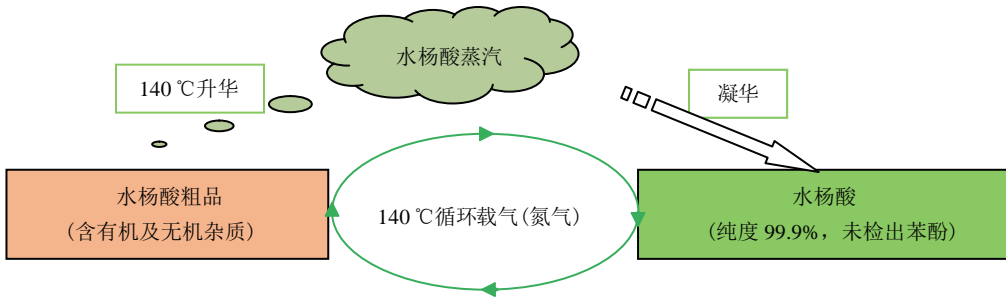 水杨酸蒸汽
140 ℃升华
凝华
水杨酸粗品
(含有机及无机杂质)
140 ℃循环载气(氮气)
水杨酸
(纯度 99.9%，未检出苯酚)